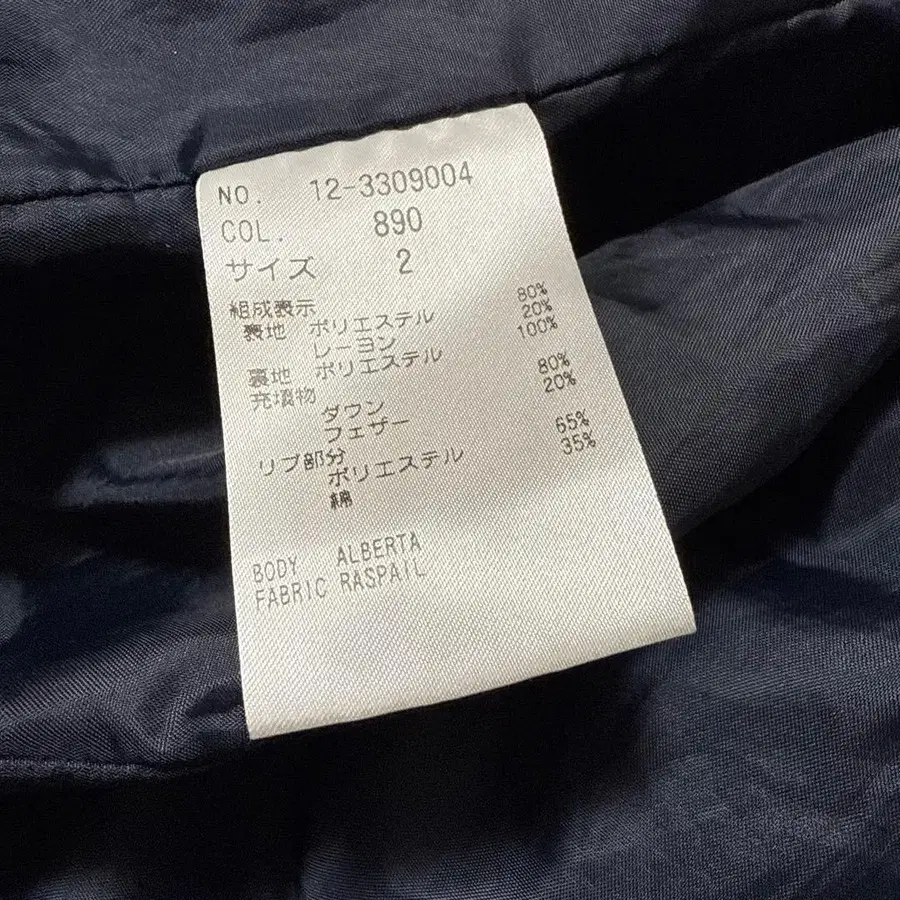 NO. 12-3309004
COL. 890
サイズ 2
組成表示
表地 ポリエステル 80%
レーヨン 20%
裏地 ポリエステル 100%
充填物
ダウン 80%
フェザー 20%
リブ部分
ポリエステル 65%
綿 35%
BODY ALBERTA
FABRIC RASPAIL